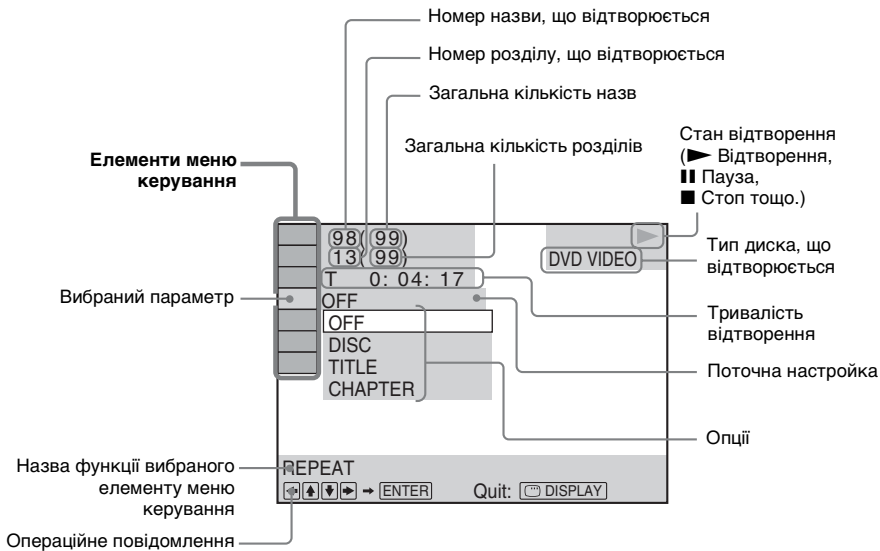 Номер назви, що відтворюється
Номер розділу, що відтворюється
Загальна кількість назв
Загальна кількість розділів
Стан відтворення
(► Відтворення,
❚❚ Пауза,
■ Стоп тощо.)
Елементи меню
керування
98(99)
13(99)
DVD VIDEO
Тип диска, що
відтворюється
T 0: 04: 17
Вибраний параметр
OFF
OFF
DISC
TITLE
CHAPTER
Тривалість
відтворення
Поточна настройка
Опції
Назва функції вибраного
елементу меню
керування
REPEAT
← ↑ ↓ → → ENTER Quit: DISPLAY
Операційне повідомлення